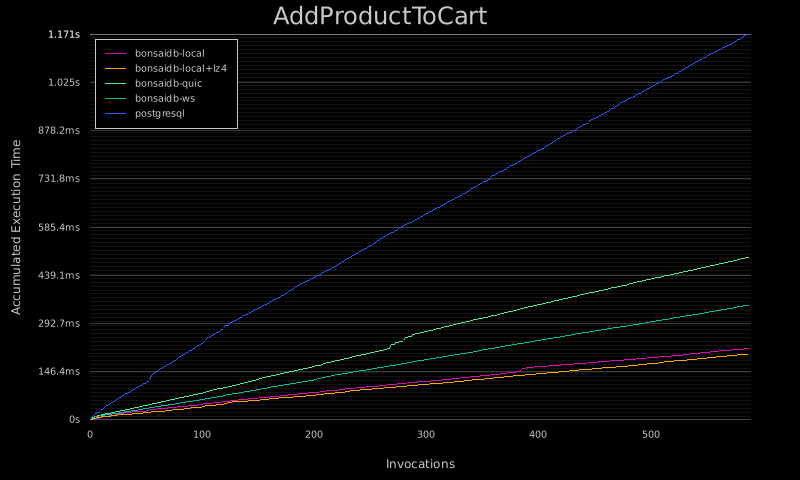 AddProductToCart
1.171s
bonsaidb-local
bonsaidb-local+lz4
bonsaidb-quic
bonsaidb-ws
postgresql
1.025s
878.2ms
731.8ms
585.4ms
439.1ms
292.7ms
146.4ms
0s
Accumulated Execution Time
0 100 200 300 400 500
Invocations